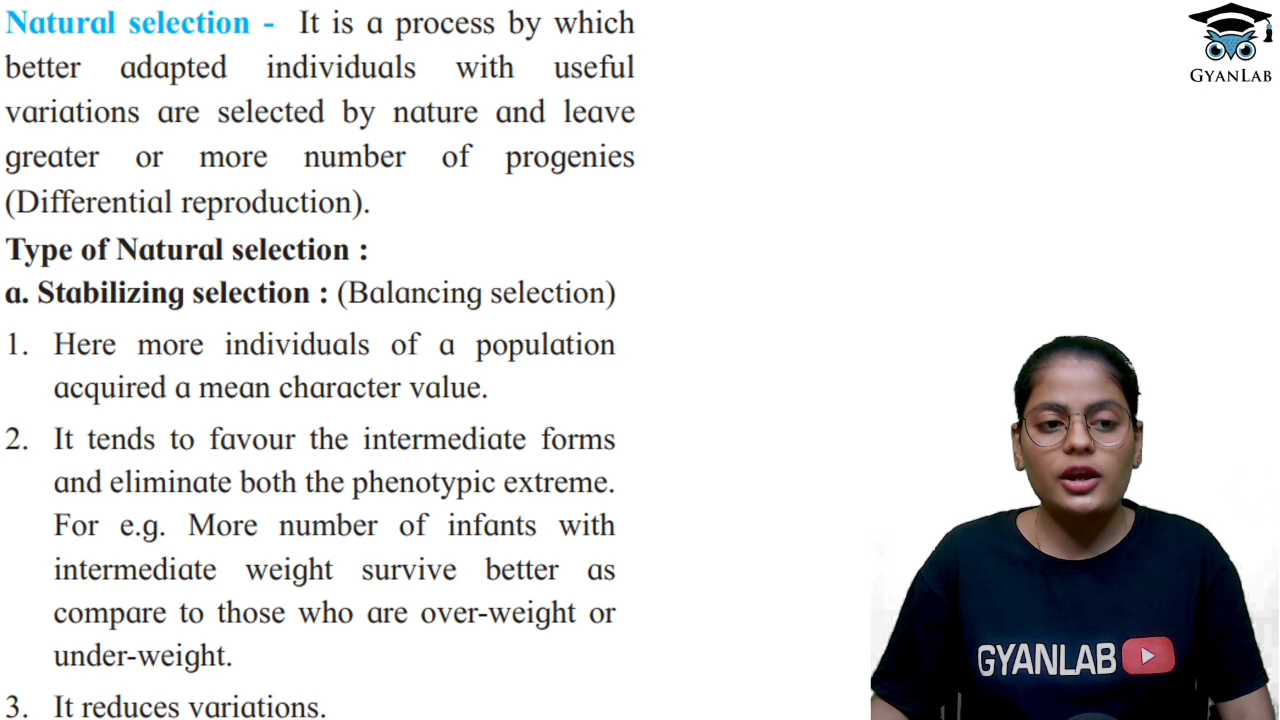 Natural selection - It is a process by which
better adapted individuals with useful
variations are selected by nature and leave
greater or more number of progenies
(Differential reproduction).
Type of Natural selection :
a. Stabilizing selection : (Balancing selection)
1. Here more individuals of a population
acquired a mean character value.
2. It tends to favour the intermediate forms
and eliminate both the phenotypic extreme.
For e.g. More number of infants with
intermediate weight survive better as
compare to those who are over-weight or
under-weight.
3. It reduces variations.
GYANLAB
GYANLAB